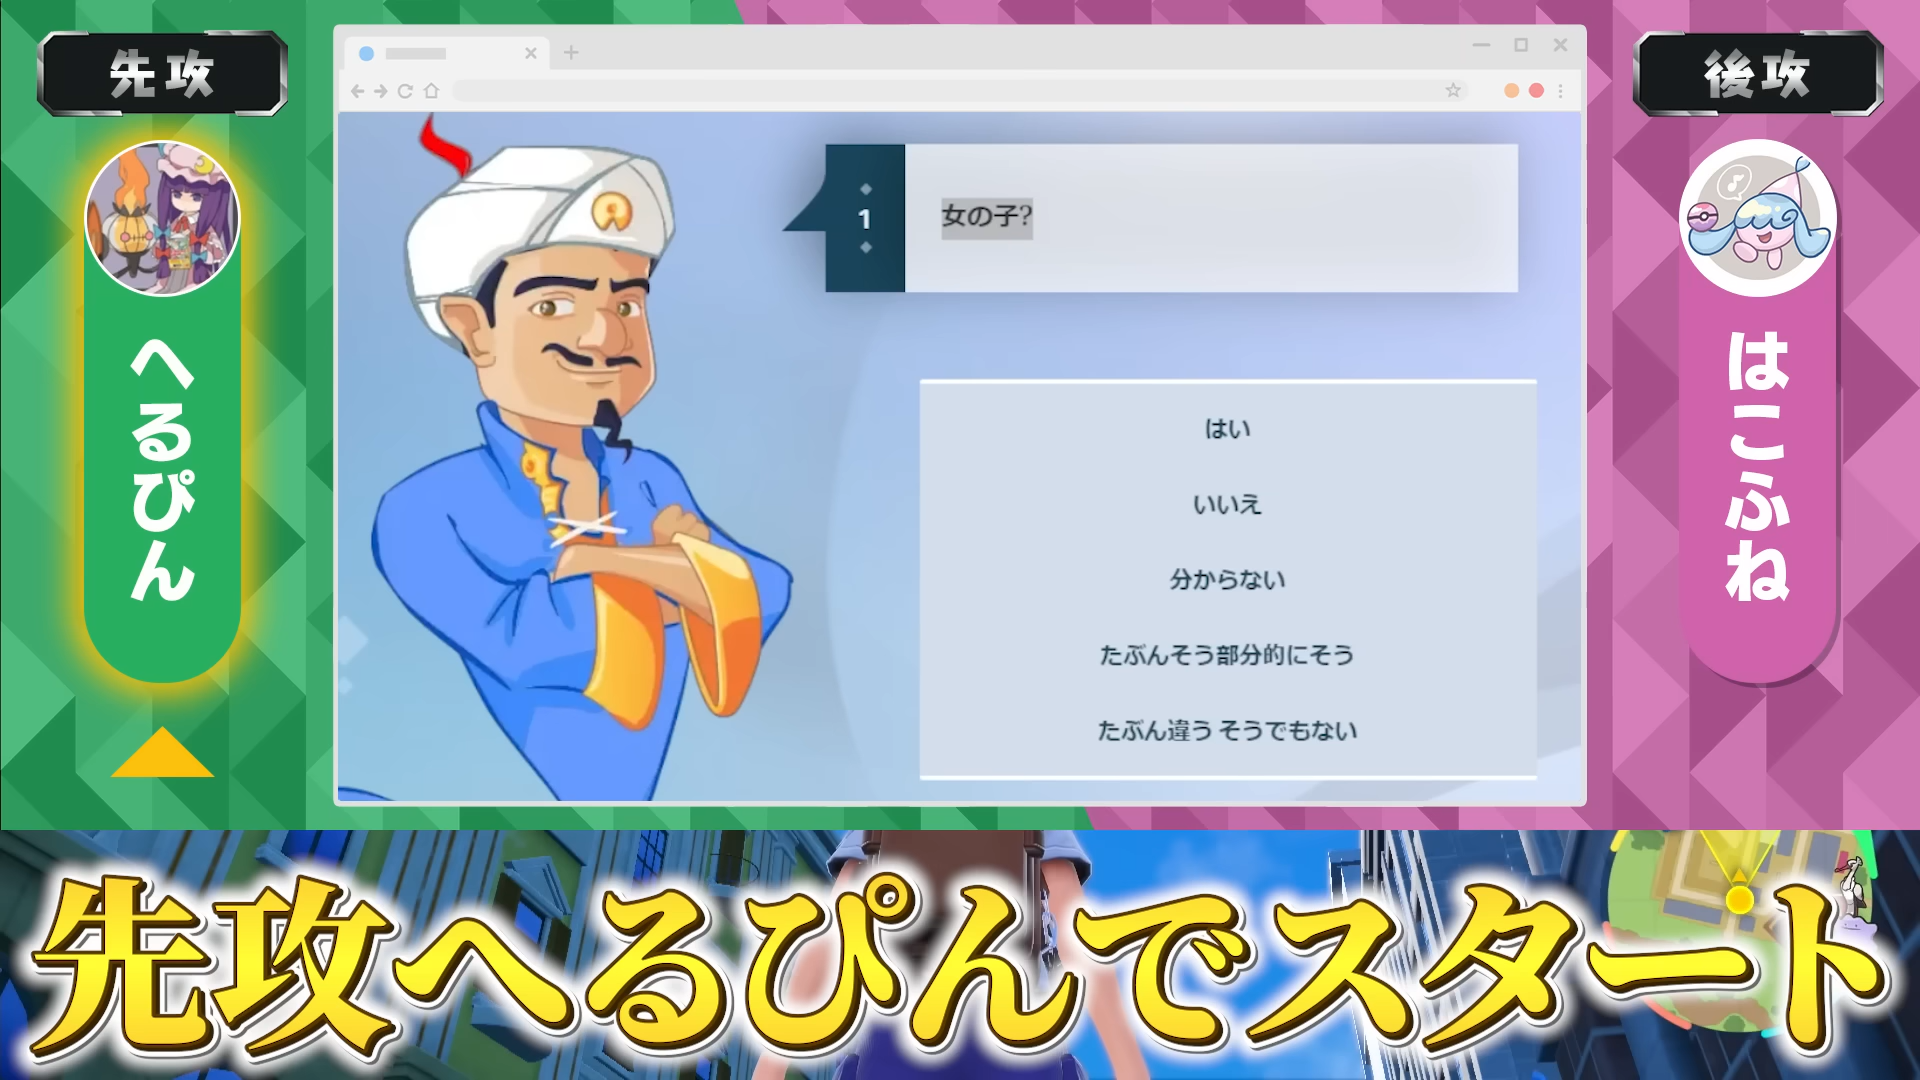 先攻
後攻
へるぴん
はこふね
1
女の子?
はい
いいえ
分からない
たぶんそう部分的にそう
たぶん違う そうでもない
先攻へるぴんでスタート